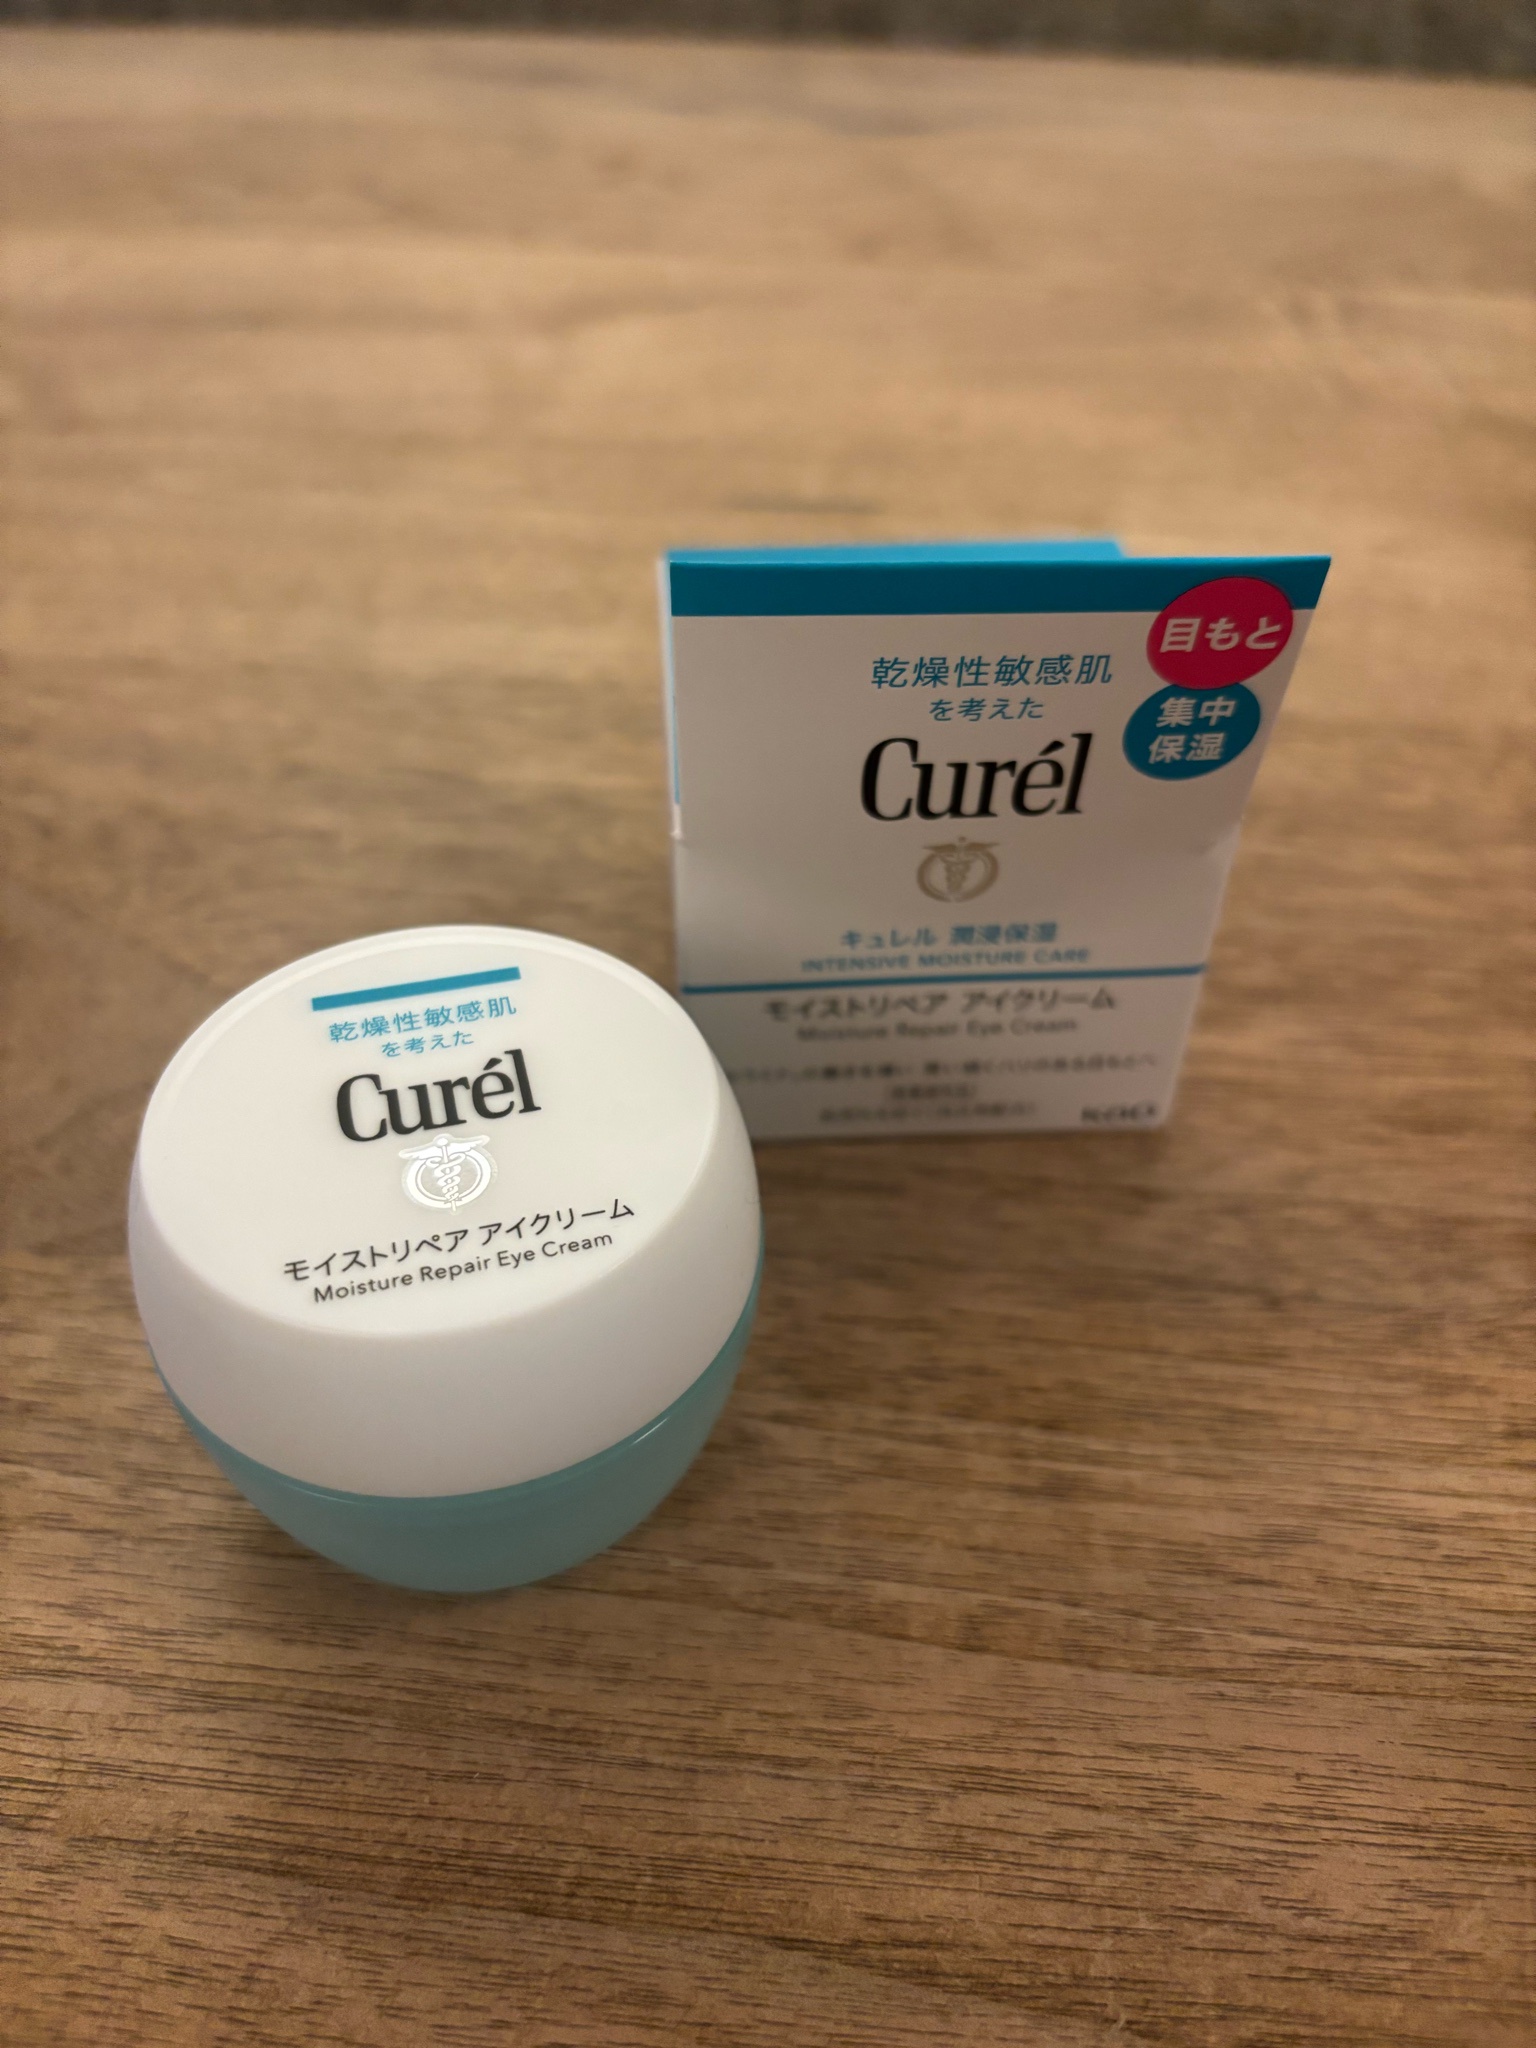 乾燥性敏感肌
を考えた
Curél
目もと
集中
保湿
キュレル 潤浸保湿
INTENSIVE MOISTURE CARE
モイストリペア アイクリーム
Moisture Repair Eye Cream
Kao
乾燥性敏感肌
を考えた
Curél
モイストリペア アイクリーム
Moisture Repair Eye Cream